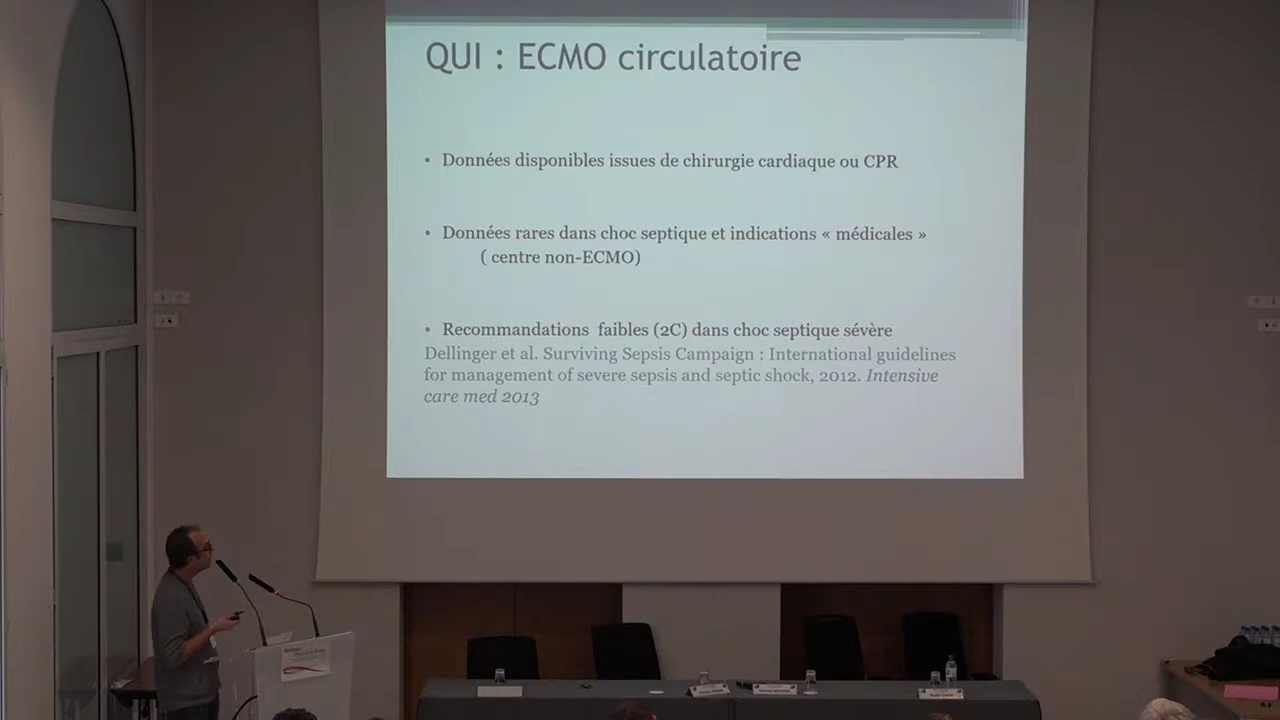 QUI : ECMO circulatoire
• Données disponibles issues de chirurgie cardiaque ou CPR
• Données rares dans choc septique et indications « médicales »
( centre non-ECMO)
• Recommandations faibles (2C) dans choc septique sévère
Dellinger et al. Surviving Sepsis Campaign : International guidelines
for management of severe sepsis and septic shock, 2012. Intensive
care med 2013